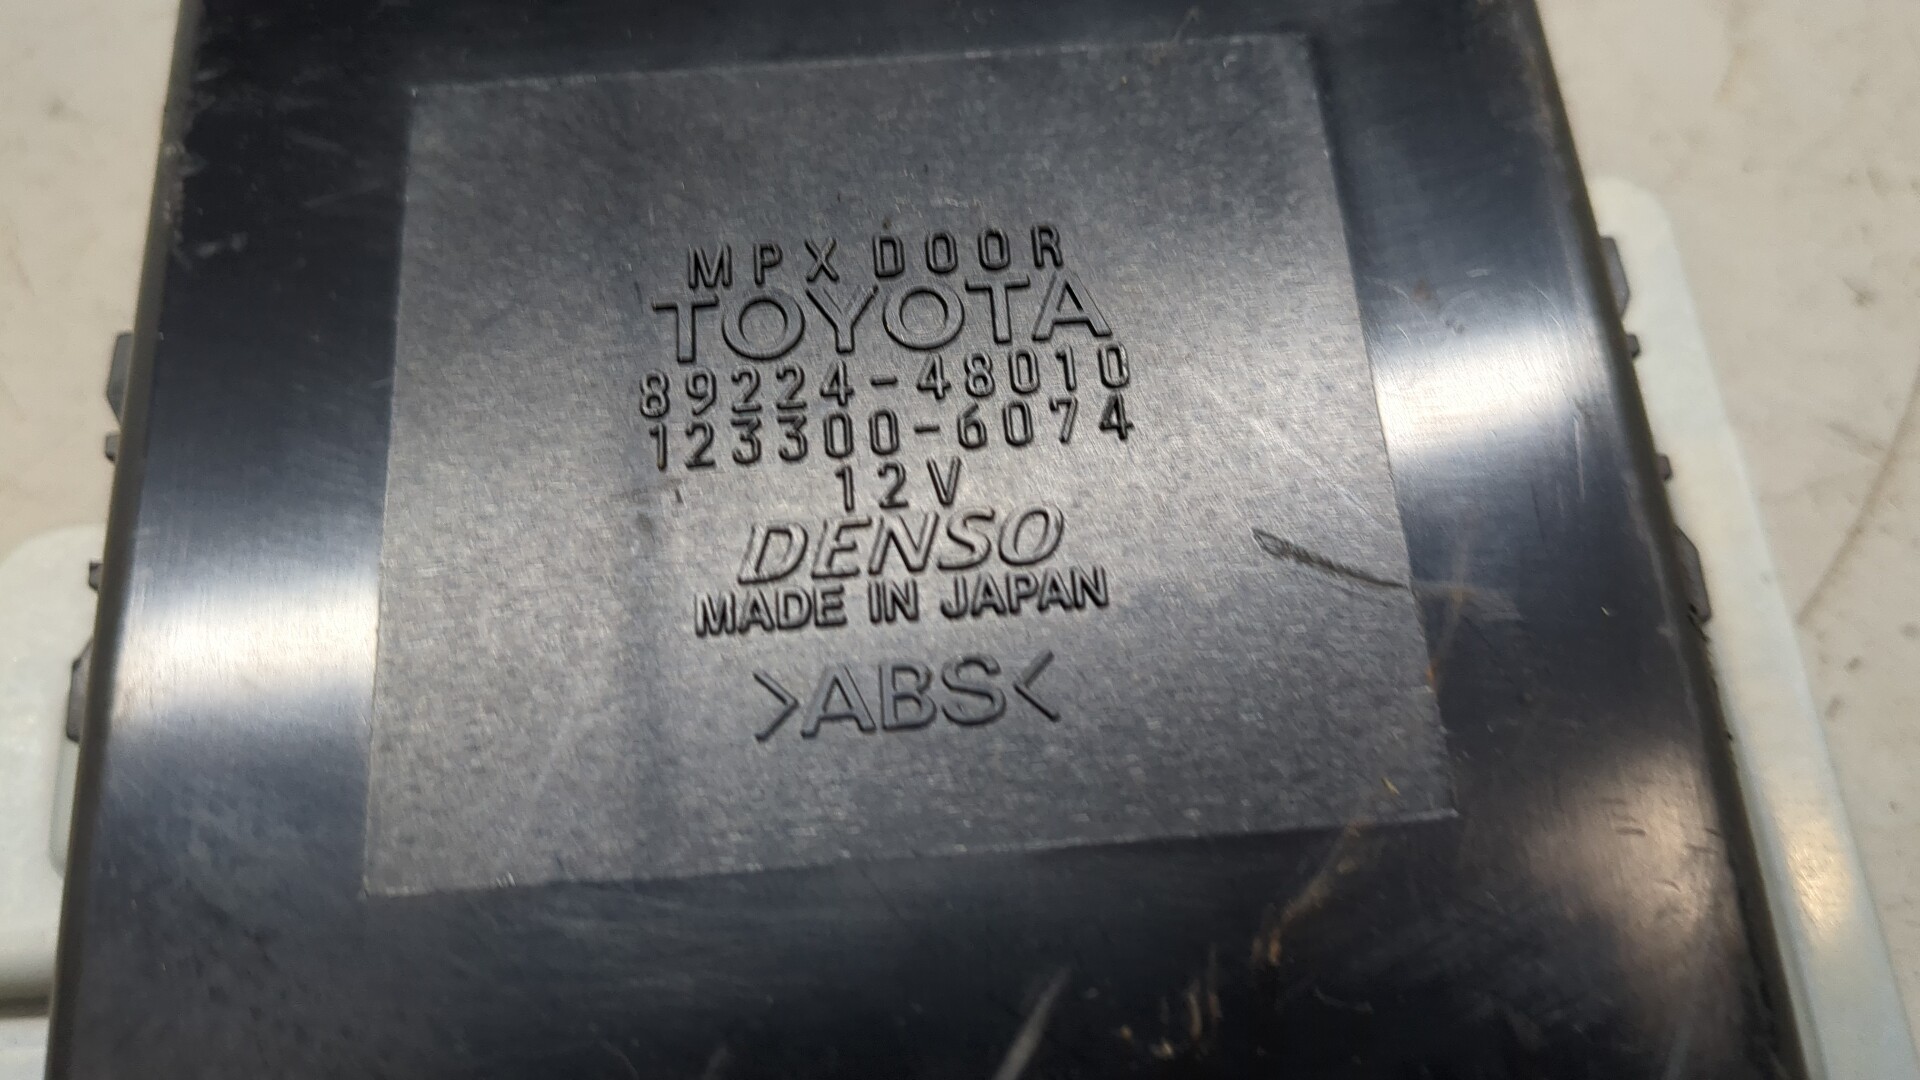 MPX DOOR
TOYOTA
89224-48010
123300-6074
12V
DENSO
MADE IN JAPAN
>ABS<